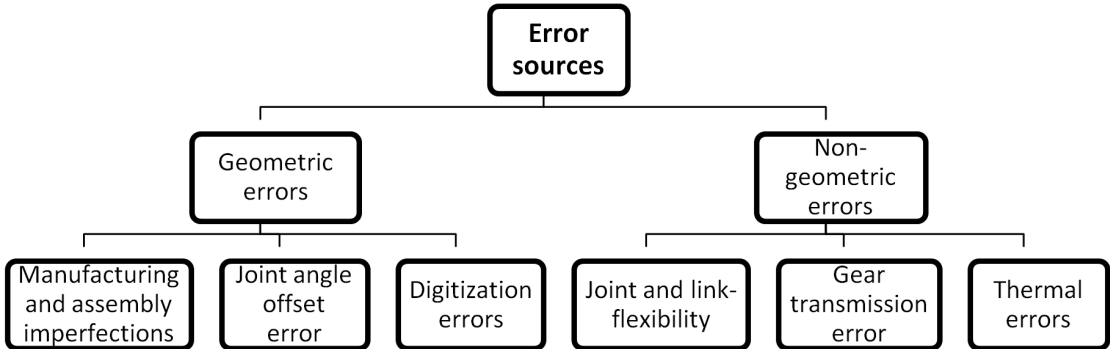 Error
sources
Geometric
errors
Non-
geometric
errors
Manufacturing
and assembly
imperfections
Joint angle
offset
error
Digitization
errors
Joint and link-
flexibility
Gear
transmission
error
Thermal
errors